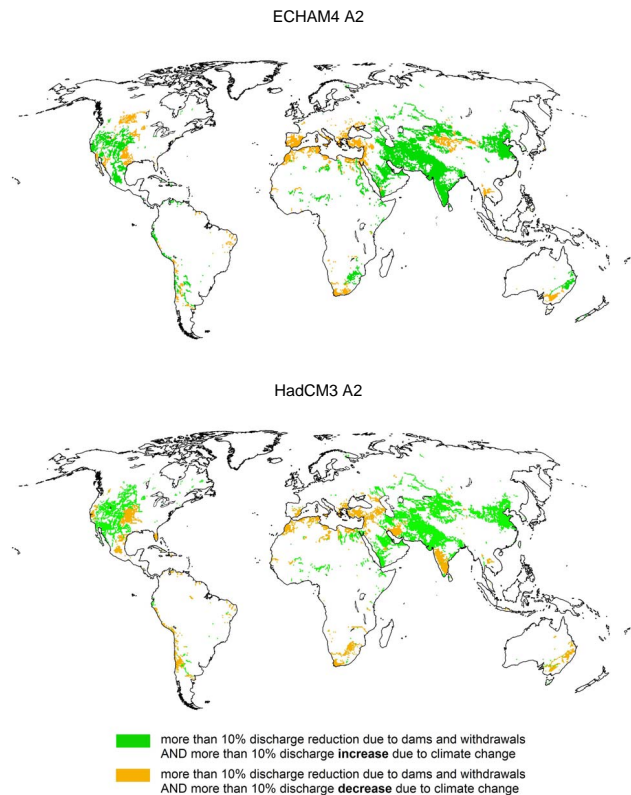 ECHAM4 A2
HadCM3 A2
more than 10% discharge reduction due to dams and withdrawals
AND more than 10% discharge increase due to climate change
more than 10% discharge reduction due to dams and withdrawals
AND more than 10% discharge decrease due to climate change